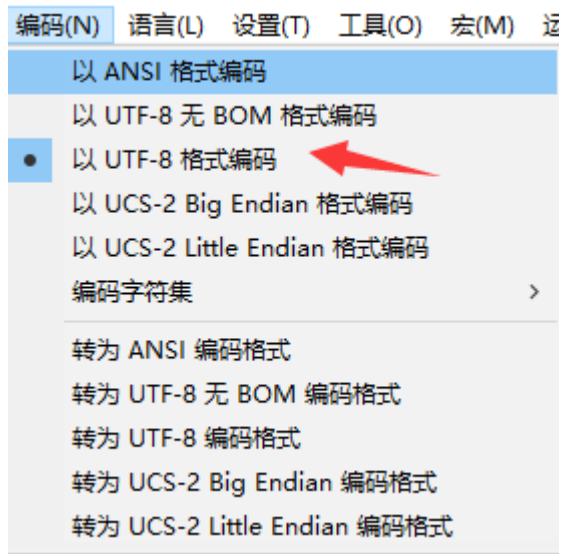 编码(N) 语言(L) 设置(T) 工具(O) 宏(M)
以 ANSI 格式编码
以 UTF-8 无 BOM 格式编码
以 UTF-8 格式编码
以 UCS-2 Big Endian 格式编码
以 UCS-2 Little Endian 格式编码
编码字符集
转为 ANSI 编码格式
转为 UTF-8 无 BOM 编码格式
转为 UTF-8 编码格式
转为 UCS-2 Big Endian 编码格式
转为 UCS-2 Little Endian 编码格式